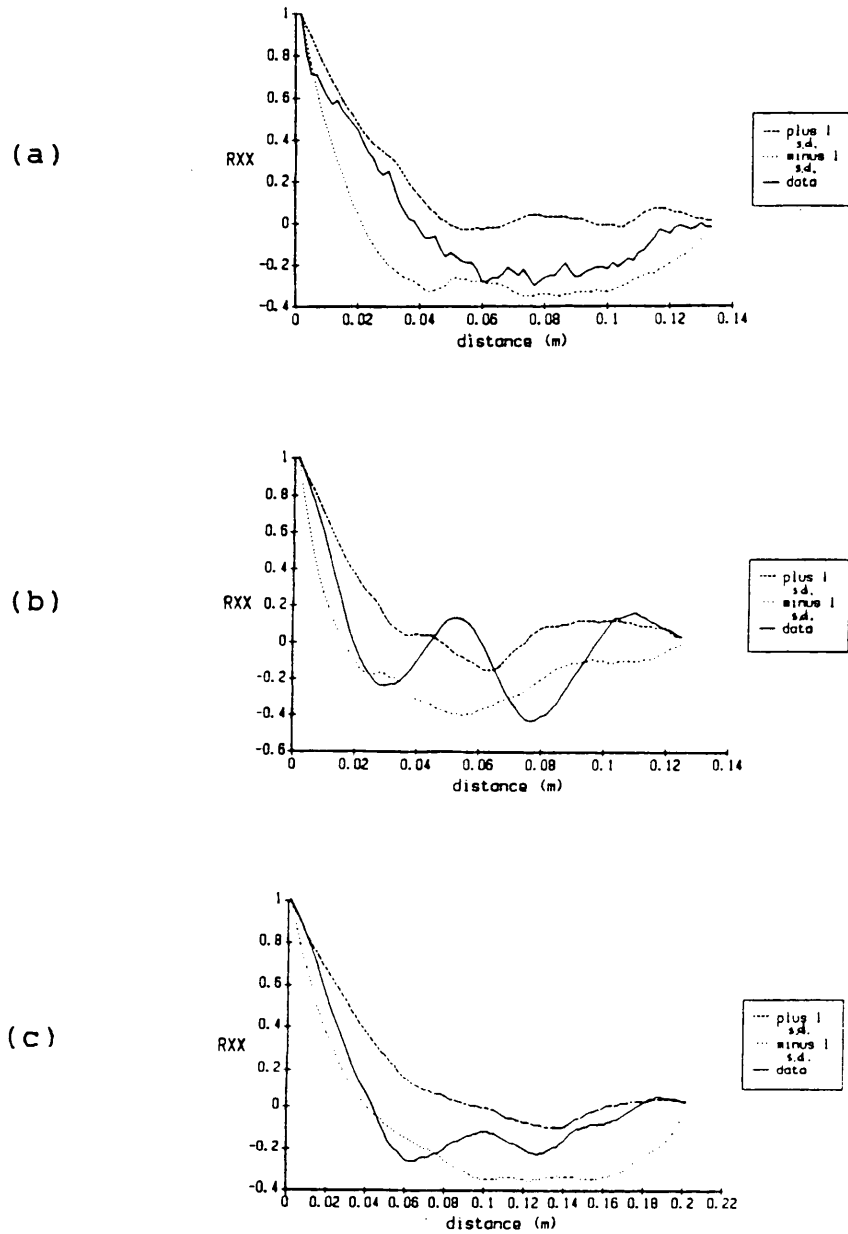 (a)
RXX
1
0.8
0.6
0.4
0.2
0
-0.2
-0.4
0 0.02 0.04 0.06 0.08 0.1 0.12 0.14
distance (m)
plus 1
s.d.
minus 1
s.d.
data
(b)
RXX
1
0.8
0.6
0.4
0.2
0
-0.2
-0.4
-0.6
0 0.02 0.04 0.06 0.08 0.1 0.12 0.14
distance (m)
plus 1
s.d.
minus 1
s.d.
data
(c)
RXX
1
0.8
0.6
0.4
0.2
0
-0.2
-0.4
0 0.02 0.04 0.06 0.08 0.1 0.12 0.14 0.16 0.18 0.2 0.22
distance (m)
plus 1
s.d.
minus 1
s.d.
data